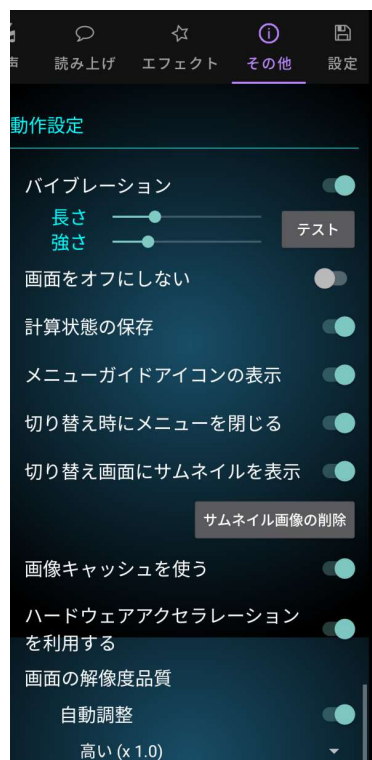 声
読み上げ
エフェクト
その他
設定
動作設定
バイブレーション
長さ
強さ
テスト
画面をオフにしない
計算状態の保存
メニューガイドアイコンの表示
切り替え時にメニューを閉じる
切り替え画面にサムネイルを表示
サムネイル画像の削除
画像キャッシュを使う
ハードウェアアクセラレーション
を利用する
画面の解像度品質
自動調整
高い (x 1.0)